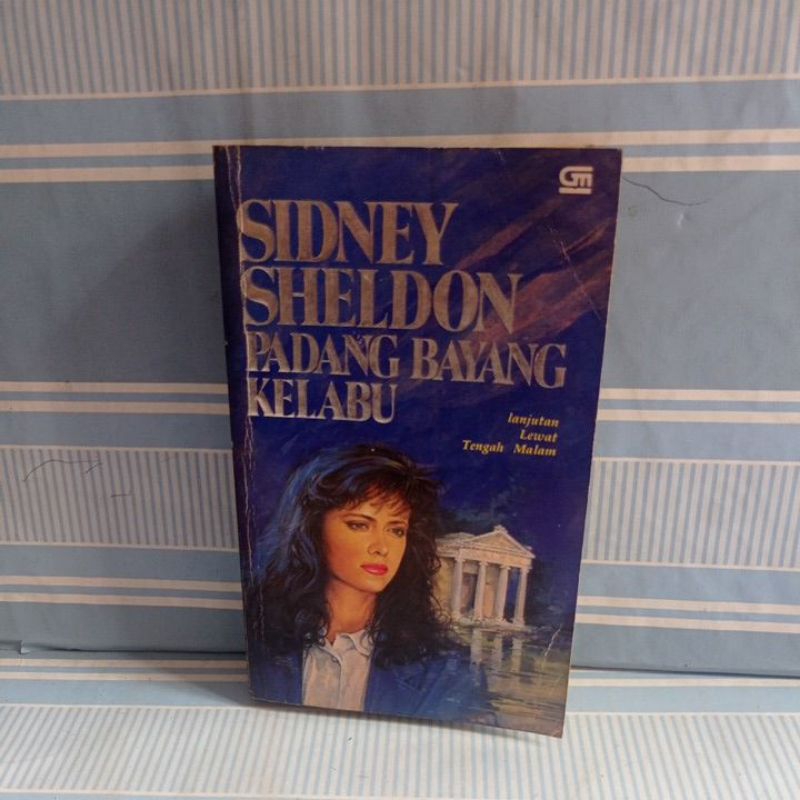 GM
SIDNEY
SHELDON
PADANG BAYANG
KELABU
lanjutan
Lewat
Tengah Malam